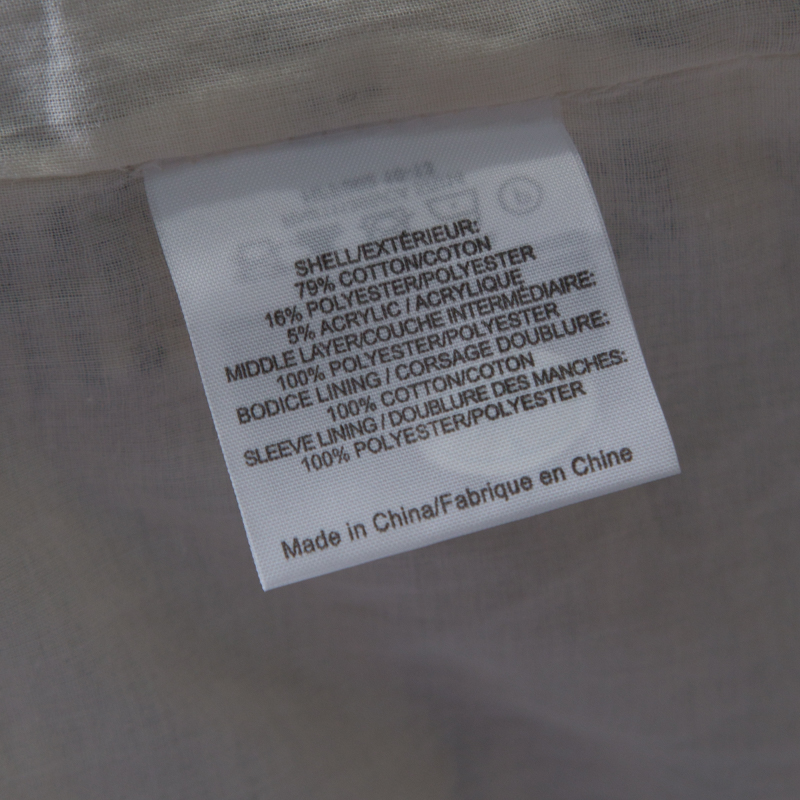 SHELL/EXTÉRIEUR:
79% COTTON/COTON
16% POLYESTER/POLYESTER
5% ACRYLIC / ACRYLIQUE
MIDDLE LAYER/COUCHE INTERMÉDIAIRE:
100% POLYESTER/POLYESTER
BODICE LINING / CORSAGE DOUBLURE:
100% COTTON/COTON
SLEEVE LINING / DOUBLURE DES MANCHES:
100% POLYESTER/POLYESTER
Made in China/Fabrique en Chine